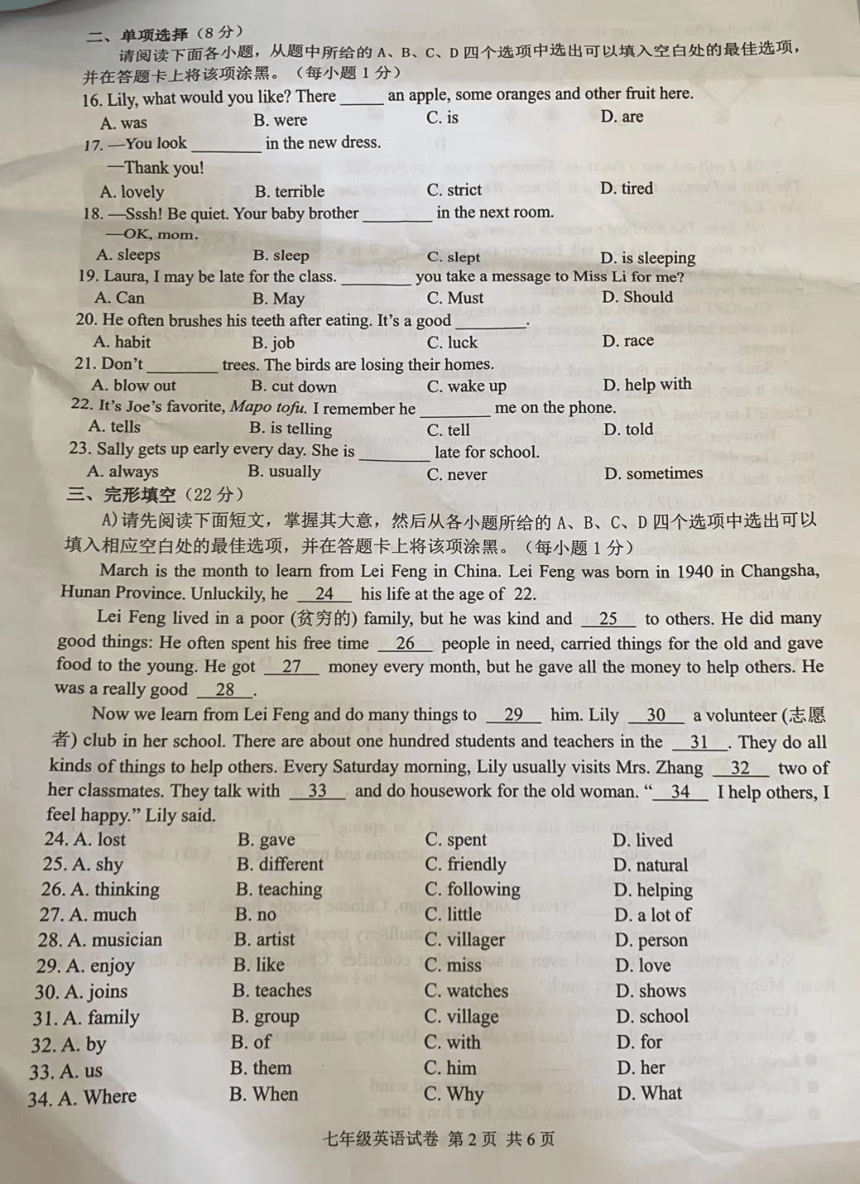 二、单项选择（8 分）
请阅读下面各小题，从题中所给的 A、B、C、D 四个选项中选出可以填入空白处的最佳选项，
并在答题卡上将该项涂黑。（每小题 1 分）
16. Lily, what would you like? There _____ an apple, some oranges and other fruit here.
A. was B. were C. is D. are
17. —You look ________ in the new dress.
—Thank you!
A. lovely B. terrible C. strict D. tired
18. —Sssh! Be quiet. Your baby brother ________ in the next room.
—OK, mom.
A. sleeps B. sleep C. slept D. is sleeping
19. Laura, I may be late for the class. ________ you take a message to Miss Li for me?
A. Can B. May C. Must D. Should
20. He often brushes his teeth after eating. It's a good ________.
A. habit B. job C. luck D. race
21. Don't ________ trees. The birds are losing their homes.
A. blow out B. cut down C. wake up D. help with
22. It's Joe's favorite, Mapo tofu. I remember he ________ me on the phone.
A. tells B. is telling C. tell D. told
23. Sally gets up early every day. She is ________ late for school.
A. always B. usually C. never D. sometimes
三、完形填空（22 分）
A)请先阅读下面短文，掌握其大意，然后从各小题所给的 A、B、C、D 四个选项中选出可以
填入相应空白处的最佳选项，并在答题卡上将该项涂黑。（每小题 1 分）
March is the month to learn from Lei Feng in China. Lei Feng was born in 1940 in Changsha,
Hunan Province. Unluckily, he 24 his life at the age of 22.
Lei Feng lived in a poor (贫穷的) family, but he was kind and 25 to others. He did many
good things: He often spent his free time 26 people in need, carried things for the old and gave
food to the young. He got 27 money every month, but he gave all the money to help others. He
was a really good 28 .
Now we learn from Lei Feng and do many things to 29 him. Lily 30 a volunteer (志愿
者) club in her school. There are about one hundred students and teachers in the 31 . They do all
kinds of things to help others. Every Saturday morning, Lily usually visits Mrs. Zhang 32 two of
her classmates. They talk with 33 and do housework for the old woman. “ 34 I help others, I
feel happy.” Lily said.
24. A. lost B. gave C. spent D. lived
25. A. shy B. different C. friendly D. natural
26. A. thinking B. teaching C. following D. helping
27. A. much B. no C. little D. a lot of
28. A. musician B. artist C. villager D. person
29. A. enjoy B. like C. miss D. love
30. A. joins B. teaches C. watches D. shows
31. A. family B. group C. village D. school
32. A. by B. of C. with D. for
33. A. us B. them C. him D. her
34. A. Where B. When C. Why D. What
七年级英语试卷 第 2 页 共 6 页